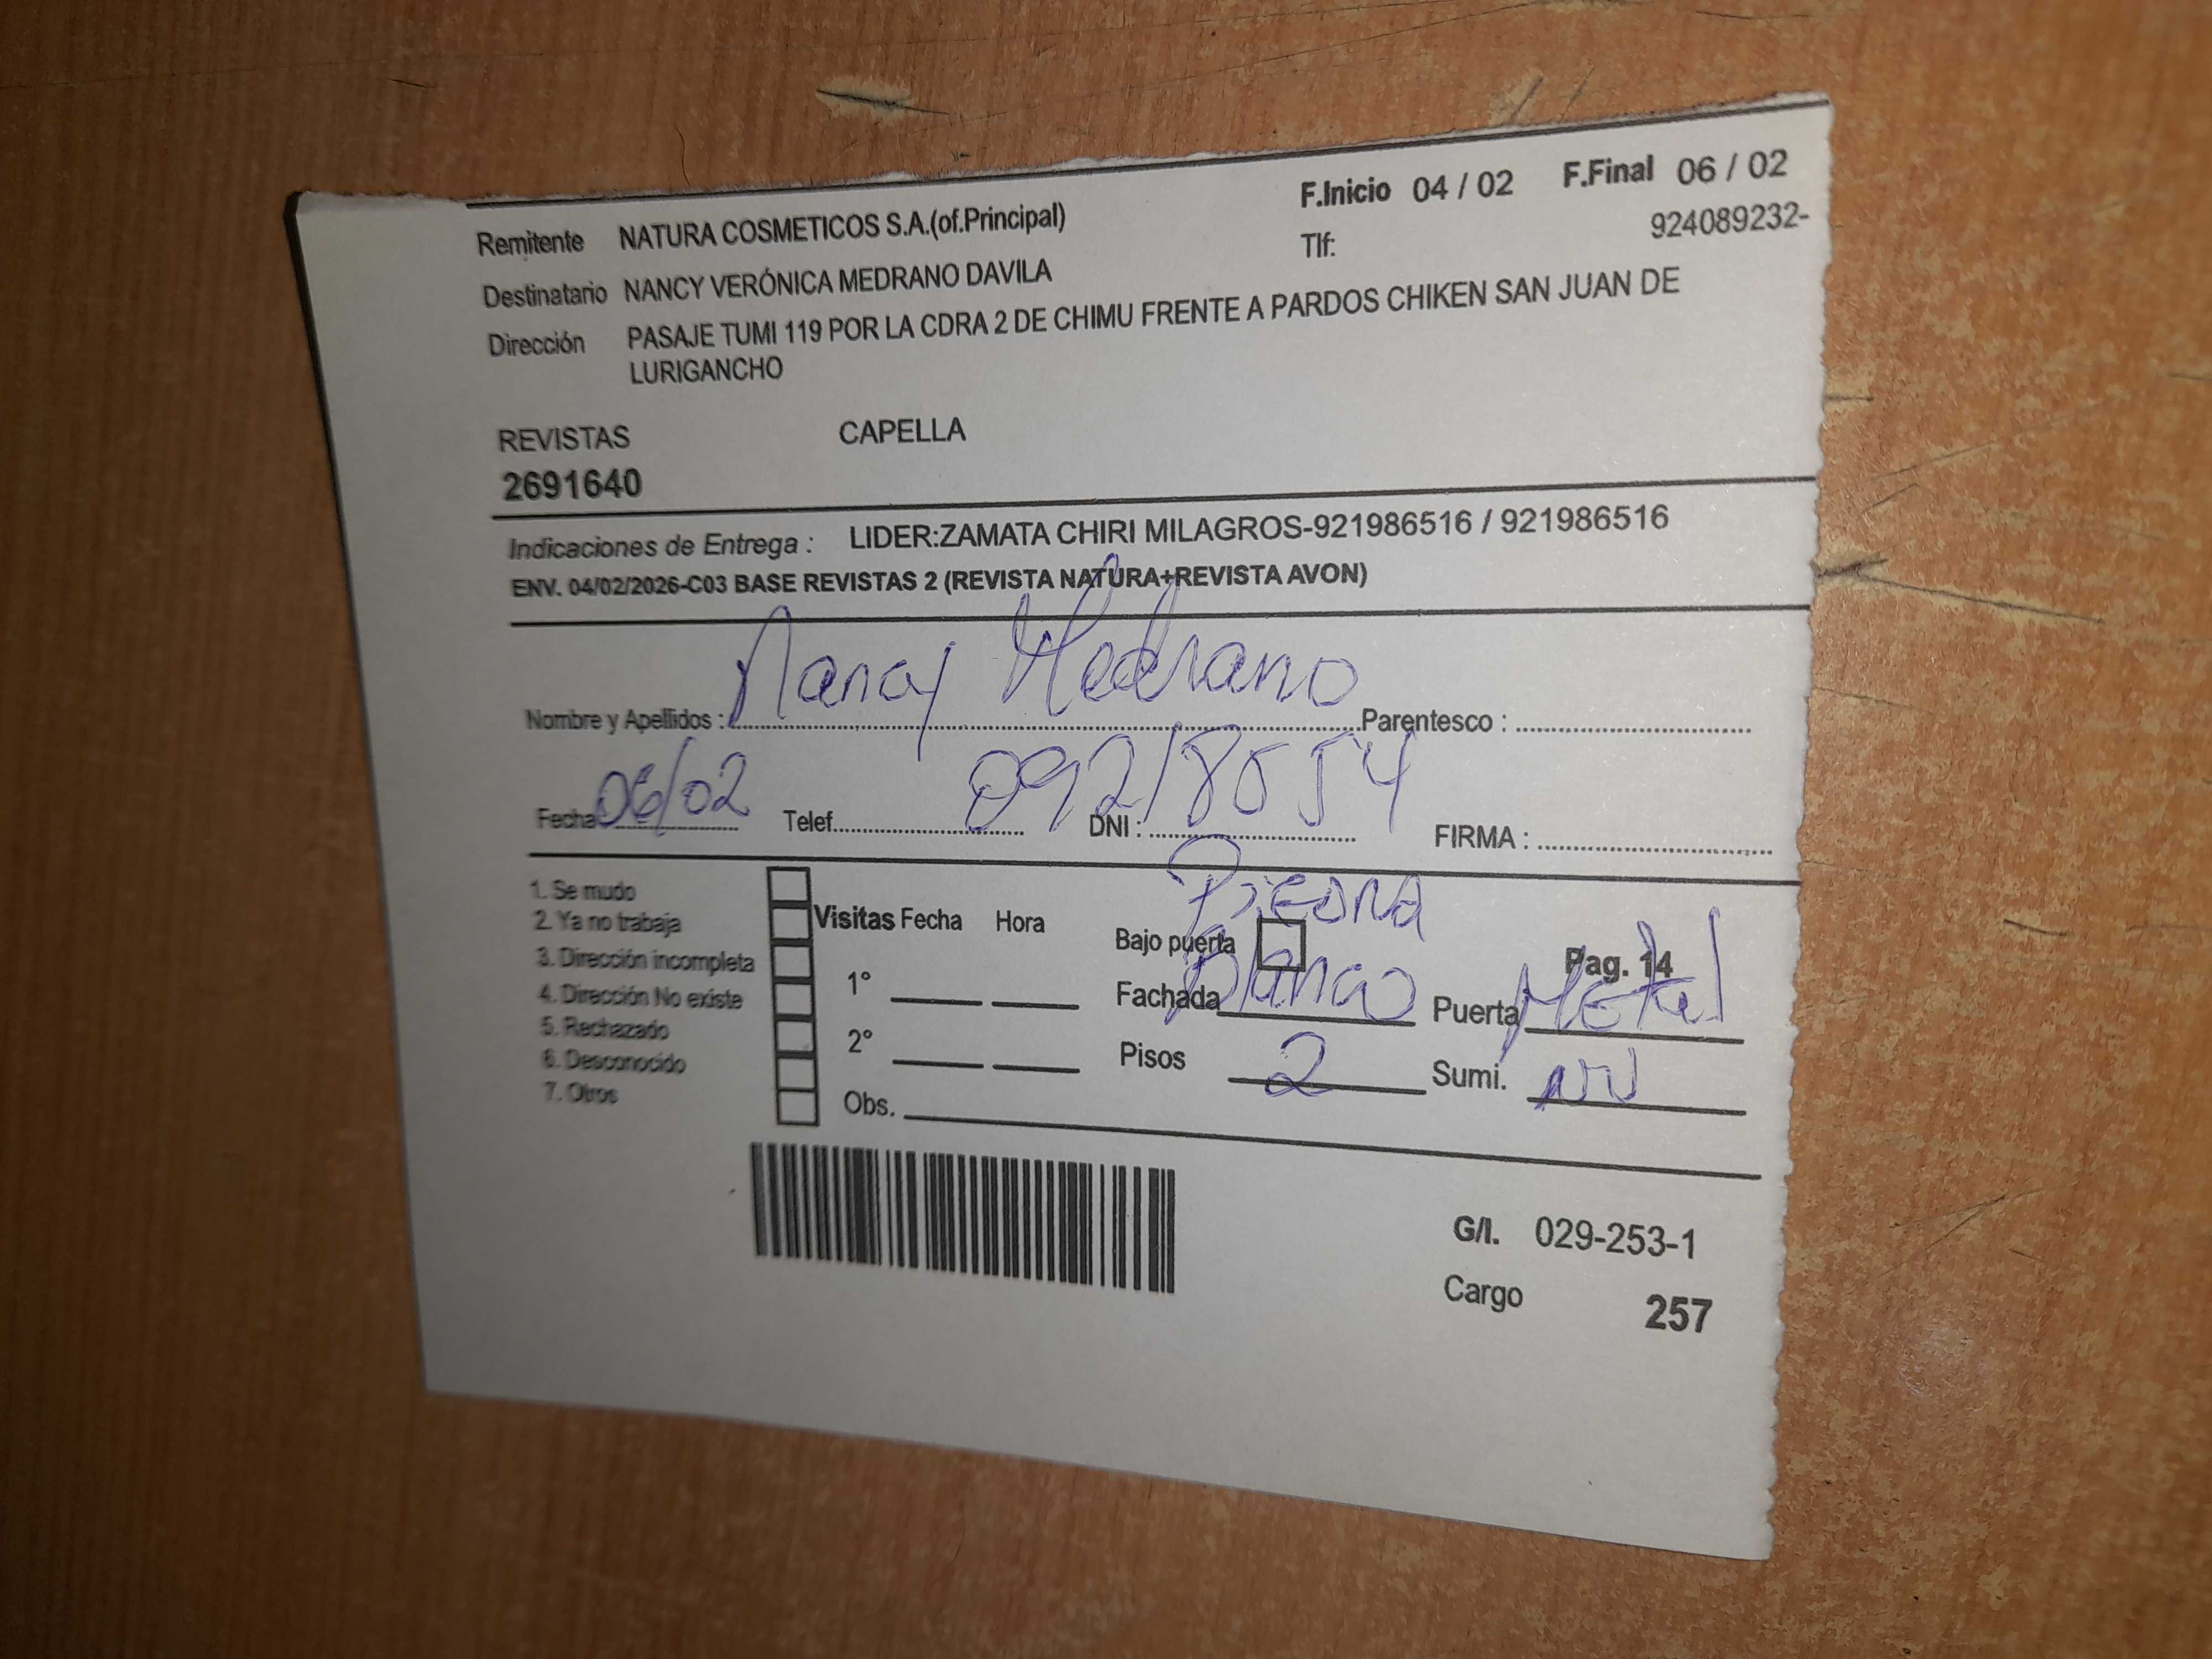 F.Inicio 04 / 02 F.Final 06 / 02
Remitente NATURA COSMETICOS S.A.(of.Principal) Tlf: 924089232-
Destinatario NANCY VERÓNICA MEDRANO DAVILA
Dirección PASAJE TUMI 119 POR LA CDRA 2 DE CHIMU FRENTE A PARDOS CHIKEN SAN JUAN DE
LURIGANCHO
REVISTAS CAPELLA
2691640
Indicaciones de Entrega : LIDER:ZAMATA CHIRI MILAGROS-921986516 / 921986516
ENV. 04/02/2026-C03 BASE REVISTAS 2 (REVISTA NATURA+REVISTA AVON)
Nombre y Apellidos : Nancy Medrano Parentesco :
Fecha 06/02 Telef. DNI : FIRMA :
1. Se mudo
2. Ya no trabaja
3. Dirección incompleta
4. Dirección No existe
5. Rechazado
6. Desconocido
7. Otros
Visitas Fecha Hora
1°
2°
Obs.
Piedra
Bajo puerta Pag. 14
Fachada Blanco Puerta Metal
Pisos 2 Sumi.
G/I. 029-253-1
Cargo 257